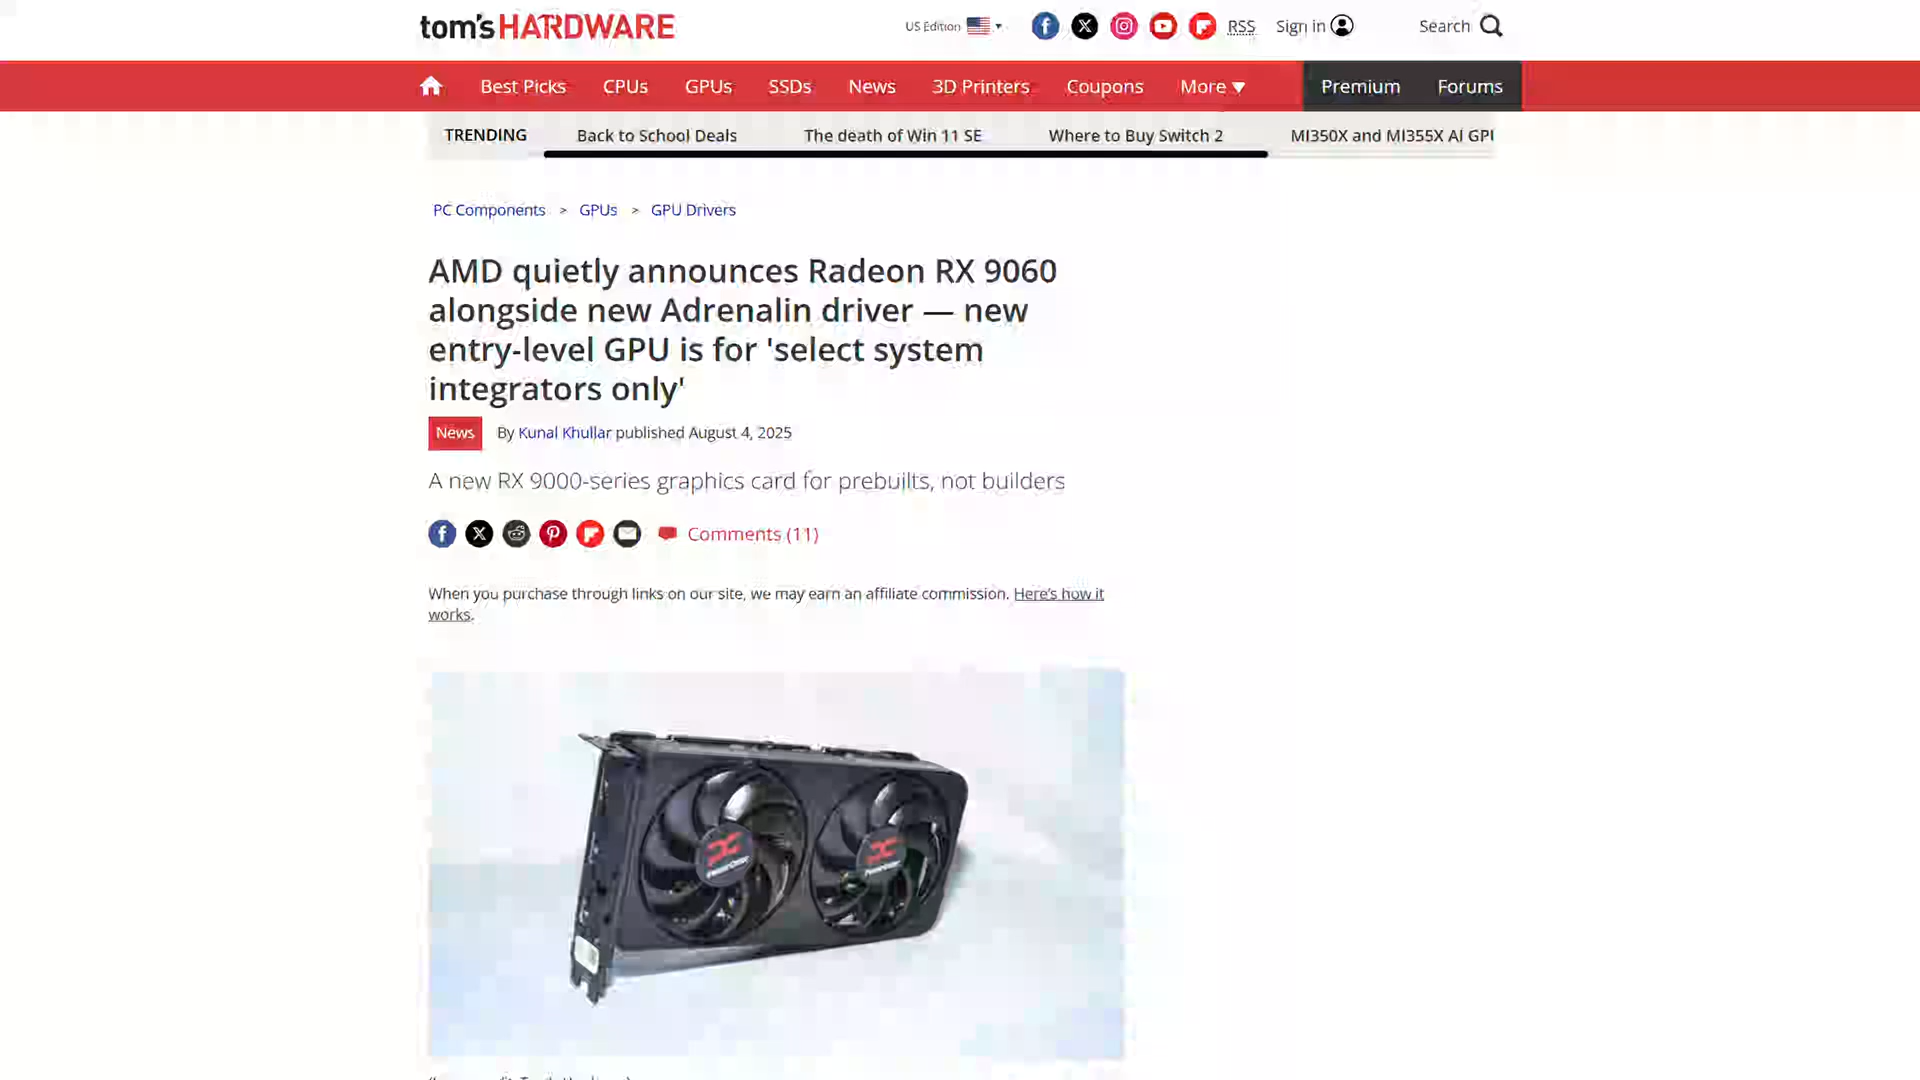 tom'sHARDWARE
US Edition
RSS
Sign in
Search
Best Picks
CPUs
GPUs
SSDs
News
3D Printers
Coupons
More
Premium
Forums
TRENDING
Back to School Deals
The death of Win 11 SE
Where to Buy Switch 2
MI350X and MI355X AI GPU
PC Components > GPUs > GPU Drivers
AMD quietly announces Radeon RX 9060
alongside new Adrenalin driver — new
entry-level GPU is for 'select system
integrators only'
News
By Kunal Khullar published August 4, 2025
A new RX 9000-series graphics card for prebuilts, not builders
Comments (11)
When you purchase through links on our site, we may earn an affiliate commission. Here's how it
works.